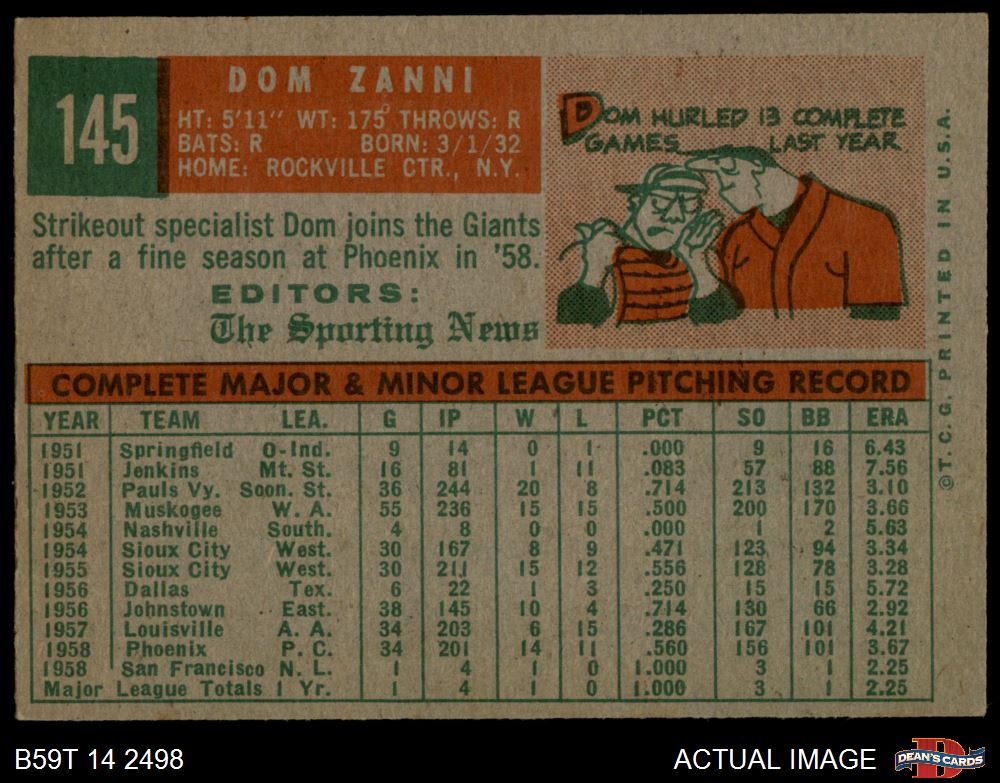 145
DOM ZANNI
HT: 5'11" WT: 175 THROWS: R
BATS: R BORN: 3/1/32
HOME: ROCKVILLE CTR., N.Y.
Strikeout specialist Dom joins the Giants
after a fine season at Phoenix in '58.
EDITORS:
The Sporting News
DOM HURLED 13 COMPLETE
GAMES LAST YEAR
COMPLETE MAJOR & MINOR LEAGUE PITCHING RECORD
YEAR TEAM LEA. G IP W L PCT SO BB ERA
1951 Springfield O-Ind. 9 14 0 1 .000 9 16 6.43
1951 Jenkins Mt. St. 16 81 1 11 .083 57 88 7.56
1952 Pauls Vy. Soon. St. 36 244 20 8 .714 213 132 3.10
1953 Muskogee W. A. 55 236 15 15 .500 200 170 3.66
1954 Nashville South. 4 8 0 0 .000 1 2 5.63
1954 Sioux City West. 30 167 8 9 .471 123 94 3.34
1955 Sioux City West. 30 211 15 12 .556 128 78 3.28
1956 Dallas Tex. 6 22 1 3 .250 15 15 5.72
1956 Johnstown East. 38 145 10 4 .714 130 66 2.92
1957 Louisville A. A. 34 203 6 15 .286 167 101 4.21
1958 Phoenix P. C. 34 201 14 11 .560 156 101 3.67
1958 San Francisco N. L. 1 4 1 0 1.000 3 1 2.25
Major League Totals 1 Yr. 1 4 1 0 1.000 3 1 2.25
© T. C. G. PRINTED IN U.S.A.
B59T 14 2498
ACTUAL IMAGE
DEAN'S CARDS